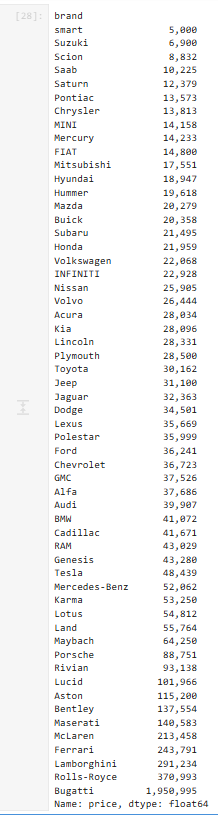 [28]: brand
smart 5,000
Suzuki 6,900
Scion 8,832
Saab 10,225
Saturn 12,379
Pontiac 13,573
Chrysler 13,813
MINI 14,158
Mercury 14,233
FIAT 14,800
Mitsubishi 17,551
Hyundai 18,947
Hummer 19,618
Mazda 20,279
Buick 20,358
Subaru 21,495
Honda 21,959
Volkswagen 22,068
INFINITI 22,928
Nissan 25,905
Volvo 26,444
Acura 28,034
Kia 28,096
Lincoln 28,331
Plymouth 28,500
Toyota 30,162
Jeep 31,100
Jaguar 32,363
Dodge 34,501
Lexus 35,669
Polestar 35,999
Ford 36,241
Chevrolet 36,723
GMC 37,526
Alfa 37,686
Audi 39,907
BMW 41,072
Cadillac 41,671
RAM 43,029
Genesis 43,280
Tesla 48,439
Mercedes-Benz 52,062
Karma 53,250
Lotus 54,812
Land 55,764
Maybach 64,250
Porsche 88,751
Rivian 93,138
Lucid 101,966
Aston 115,200
Bentley 137,554
Maserati 140,583
McLaren 213,458
Ferrari 243,791
Lamborghini 291,234
Rolls-Royce 370,993
Bugatti 1,950,995
Name: price, dtype: float64